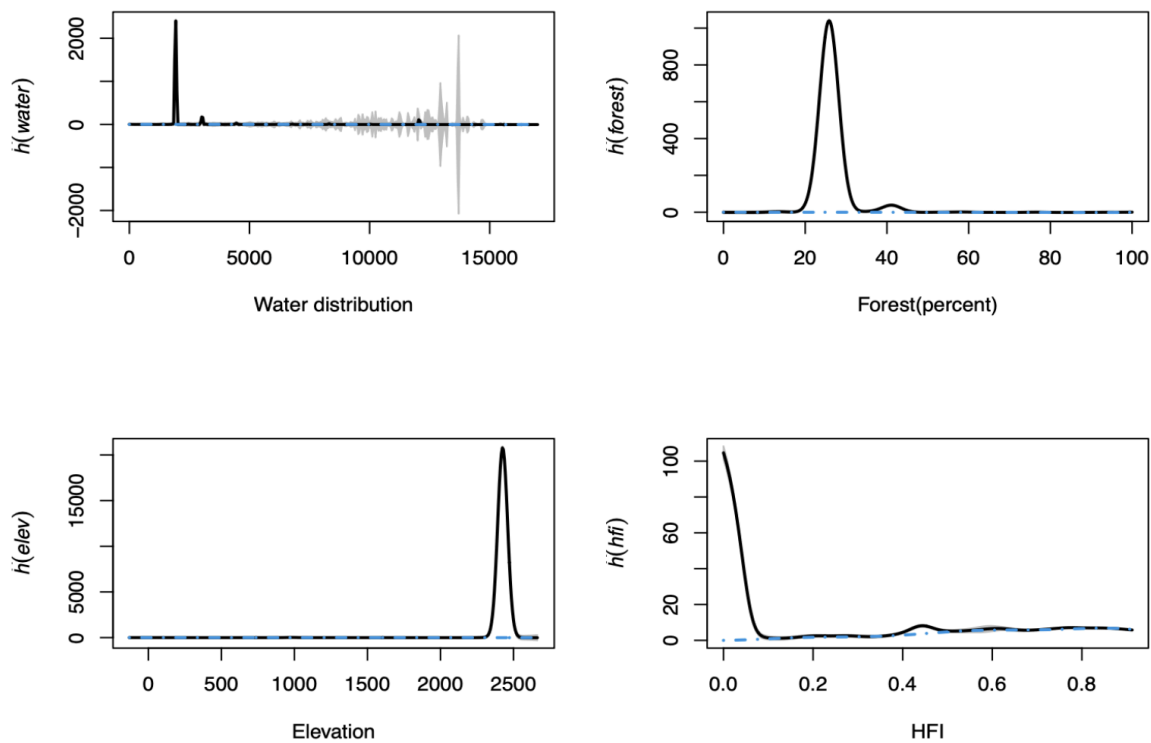 ḧ(water)
2000
0
−2000
0 5000 10000 15000
Water distribution
ḧ(forest)
800
400
0
0 20 40 60 80 100
Forest(percent)
ḧ(elev)
15000
5000
0
0 500 1000 1500 2000 2500
Elevation
ḧ(hfi)
100
60
20
0
0.0 0.2 0.4 0.6 0.8
HFI